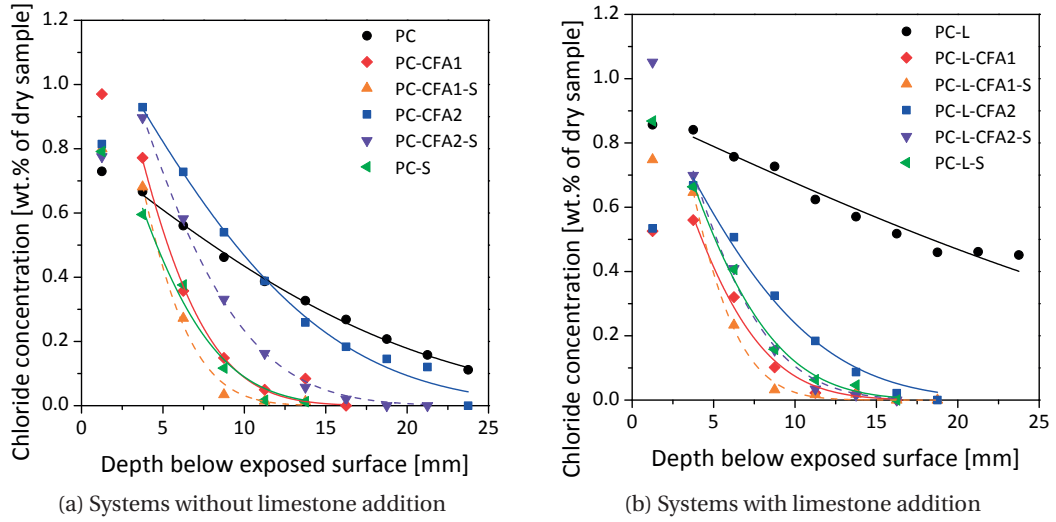 Chloride concentration [wt.% of dry sample]
1.2
1.0
0.8
0.6
0.4
0.2
0.0
0 5 10 15 20 25
Depth below exposed surface [mm]
PC
PC-CFA1
PC-CFA1-S
PC-CFA2
PC-CFA2-S
PC-S
(a) Systems without limestone addition
Chloride concentration [wt.% of dry sample]
1.2
1.0
0.8
0.6
0.4
0.2
0.0
0 5 10 15 20 25
Depth below exposed surface [mm]
PC-L
PC-L-CFA1
PC-L-CFA1-S
PC-L-CFA2
PC-L-CFA2-S
PC-L-S
(b) Systems with limestone addition